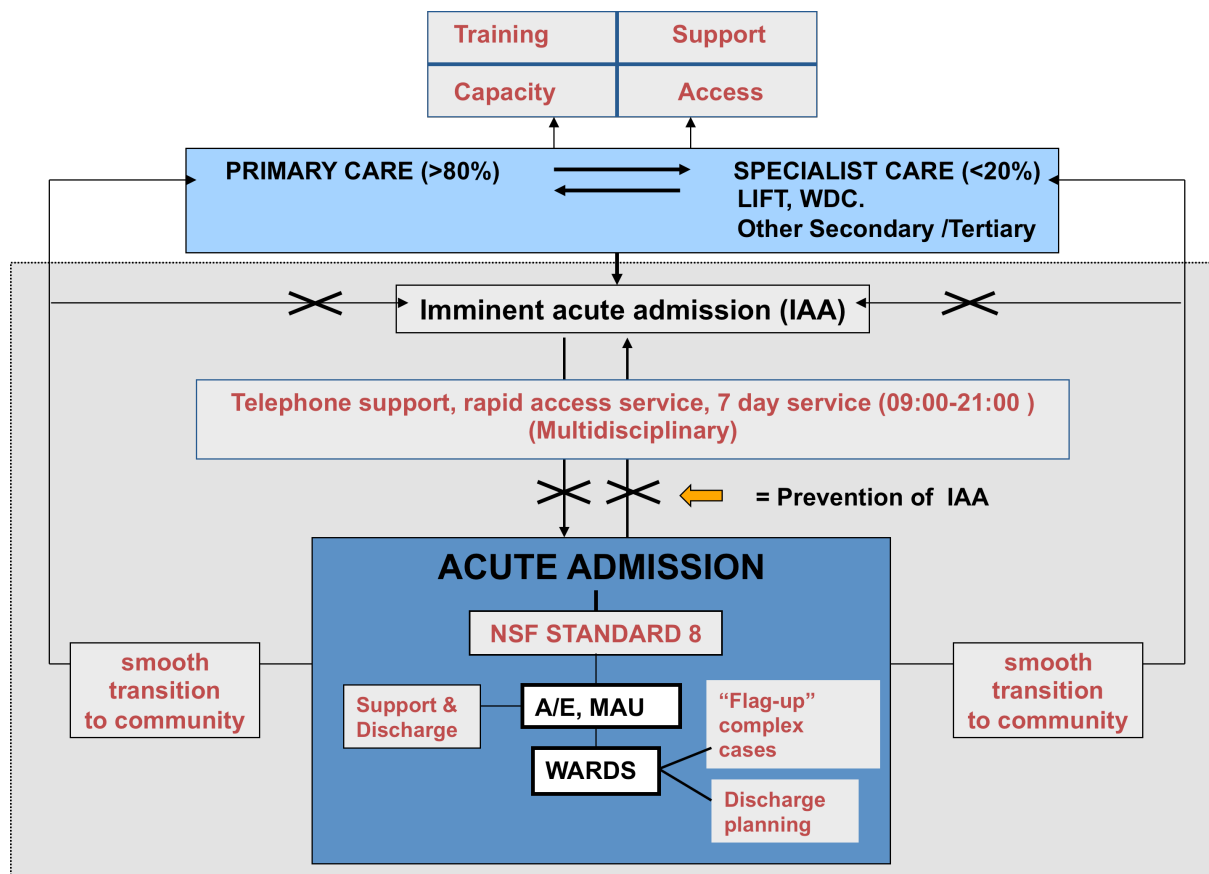 Training
Support
Capacity
Access
PRIMARY CARE (>80%)
SPECIALIST CARE (<20%)
LIFT, WDC.
Other Secondary /Tertiary
Imminent acute admission (IAA)
Telephone support, rapid access service, 7 day service (09:00-21:00 )
(Multidisciplinary)
= Prevention of IAA
ACUTE ADMISSION
NSF STANDARD 8
smooth
transition
to community
Support &
Discharge
A/E, MAU
WARDS
“Flag-up”
complex
cases
Discharge
planning
smooth
transition
to community